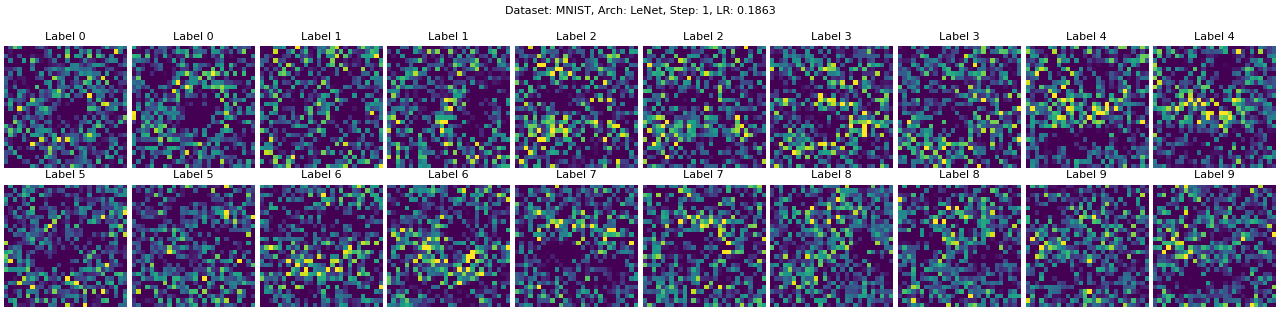 Dataset: MNIST, Arch: LeNet, Step: 1, LR: 0.1863
Label 0 Label 0 Label 1 Label 1 Label 2 Label 2 Label 3 Label 3 Label 4 Label 4
Label 5 Label 5 Label 6 Label 6 Label 7 Label 7 Label 8 Label 8 Label 9 Label 9